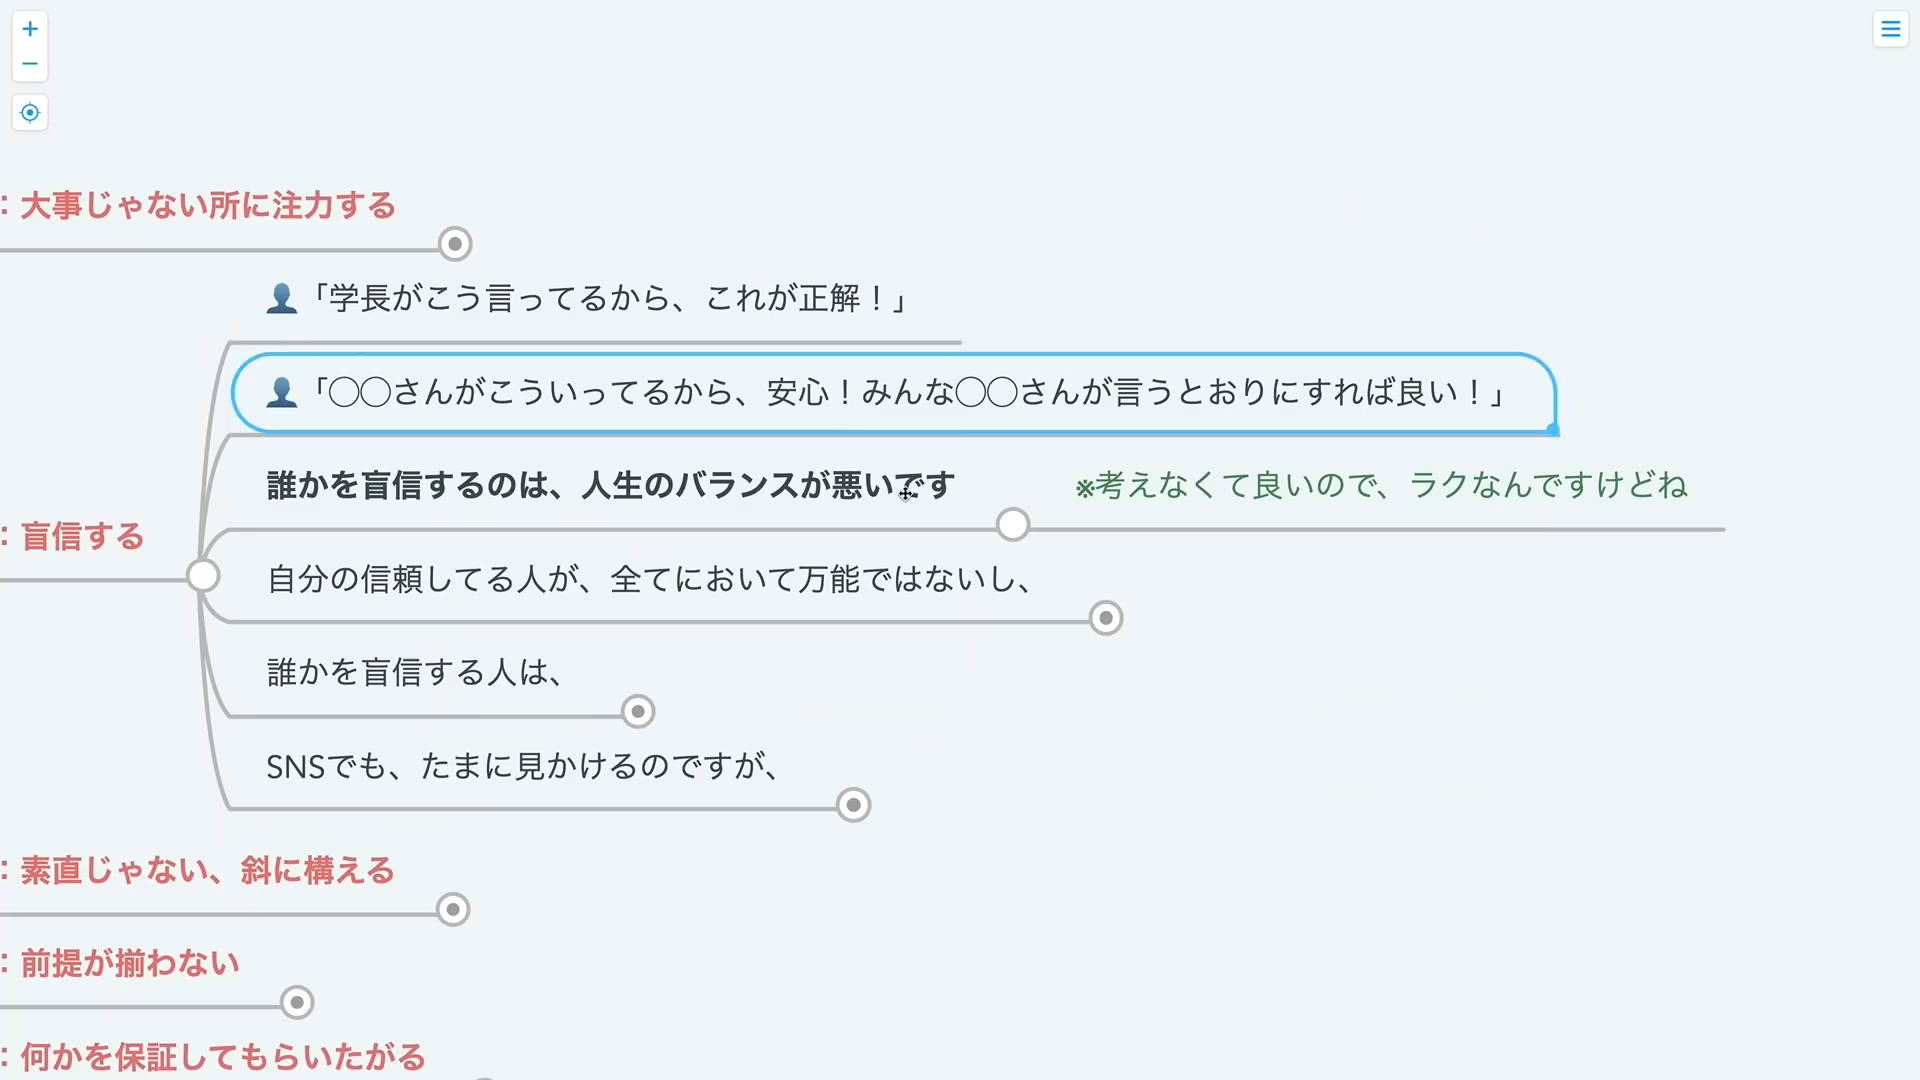 ：大事じゃない所に注力する
「学長がこう言ってるから、これが正解！」
「◯◯さんがこういってるから、安心！みんな◯◯さんが言うとおりにすれば良い！」
誰かを盲信するのは、人生のバランスが悪いです
※考えなくて良いので、ラクなんですけどね
：盲信する
自分の信頼してる人が、全てにおいて万能ではないし、
誰かを盲信する人は、
SNSでも、たまに見かけるのですが、
：素直じゃない、斜に構える
：前提が揃わない
：何かを保証してもらいたがる